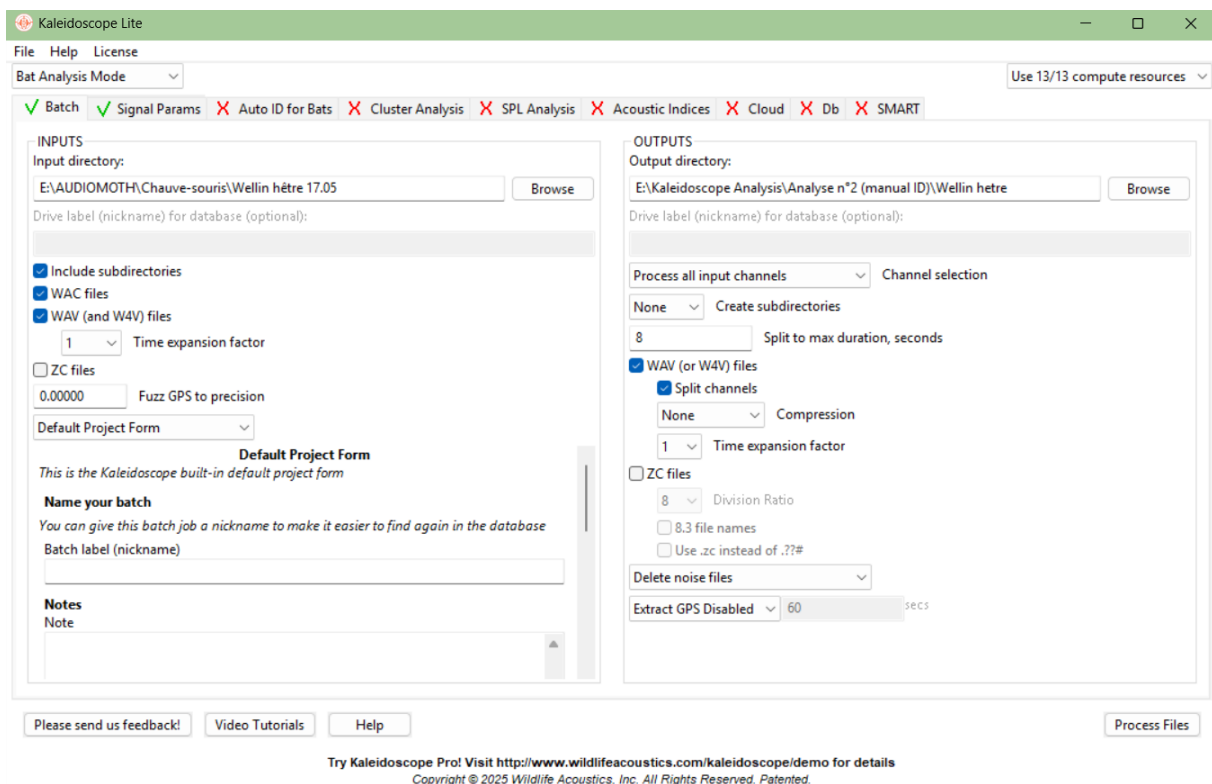 Kaleidoscope Lite
File Help License
Bat Analysis Mode
Use 13/13 compute resources
Batch Signal Params Auto ID for Bats Cluster Analysis SPL Analysis Acoustic Indices Cloud Db SMART
INPUTS
Input directory:
E:\AUDIOMOTH\Chauve-souris\Wellin hêtre 17.05 Browse
Drive label (nickname) for database (optional):
Include subdirectories
WAC files
WAV (and W4V) files
1 Time expansion factor
ZC files
0.00000 Fuzz GPS to precision
Default Project Form
Default Project Form
This is the Kaleidoscope built-in default project form
Name your batch
You can give this batch job a nickname to make it easier to find again in the database
Batch label (nickname)
Notes
Note
OUTPUTS
Output directory:
E:\Kaleidoscope Analysis\Analyse n°2 (manual ID)\Wellin hetre Browse
Drive label (nickname) for database (optional):
Process all input channels Channel selection
None Create subdirectories
8 Split to max duration, seconds
WAV (or W4V) files
Split channels
None Compression
1 Time expansion factor
ZC files
8 Division Ratio
8.3 file names
Use .zc instead of .??#
Delete noise files
Extract GPS Disabled 60 secs
Please send us feedback! Video Tutorials Help Process Files
Try Kaleidoscope Pro! Visit http://www.wildlifeacoustics.com/kaleidoscope/demo for details
Copyright © 2025 Wildlife Acoustics, Inc. All Rights Reserved. Patented.